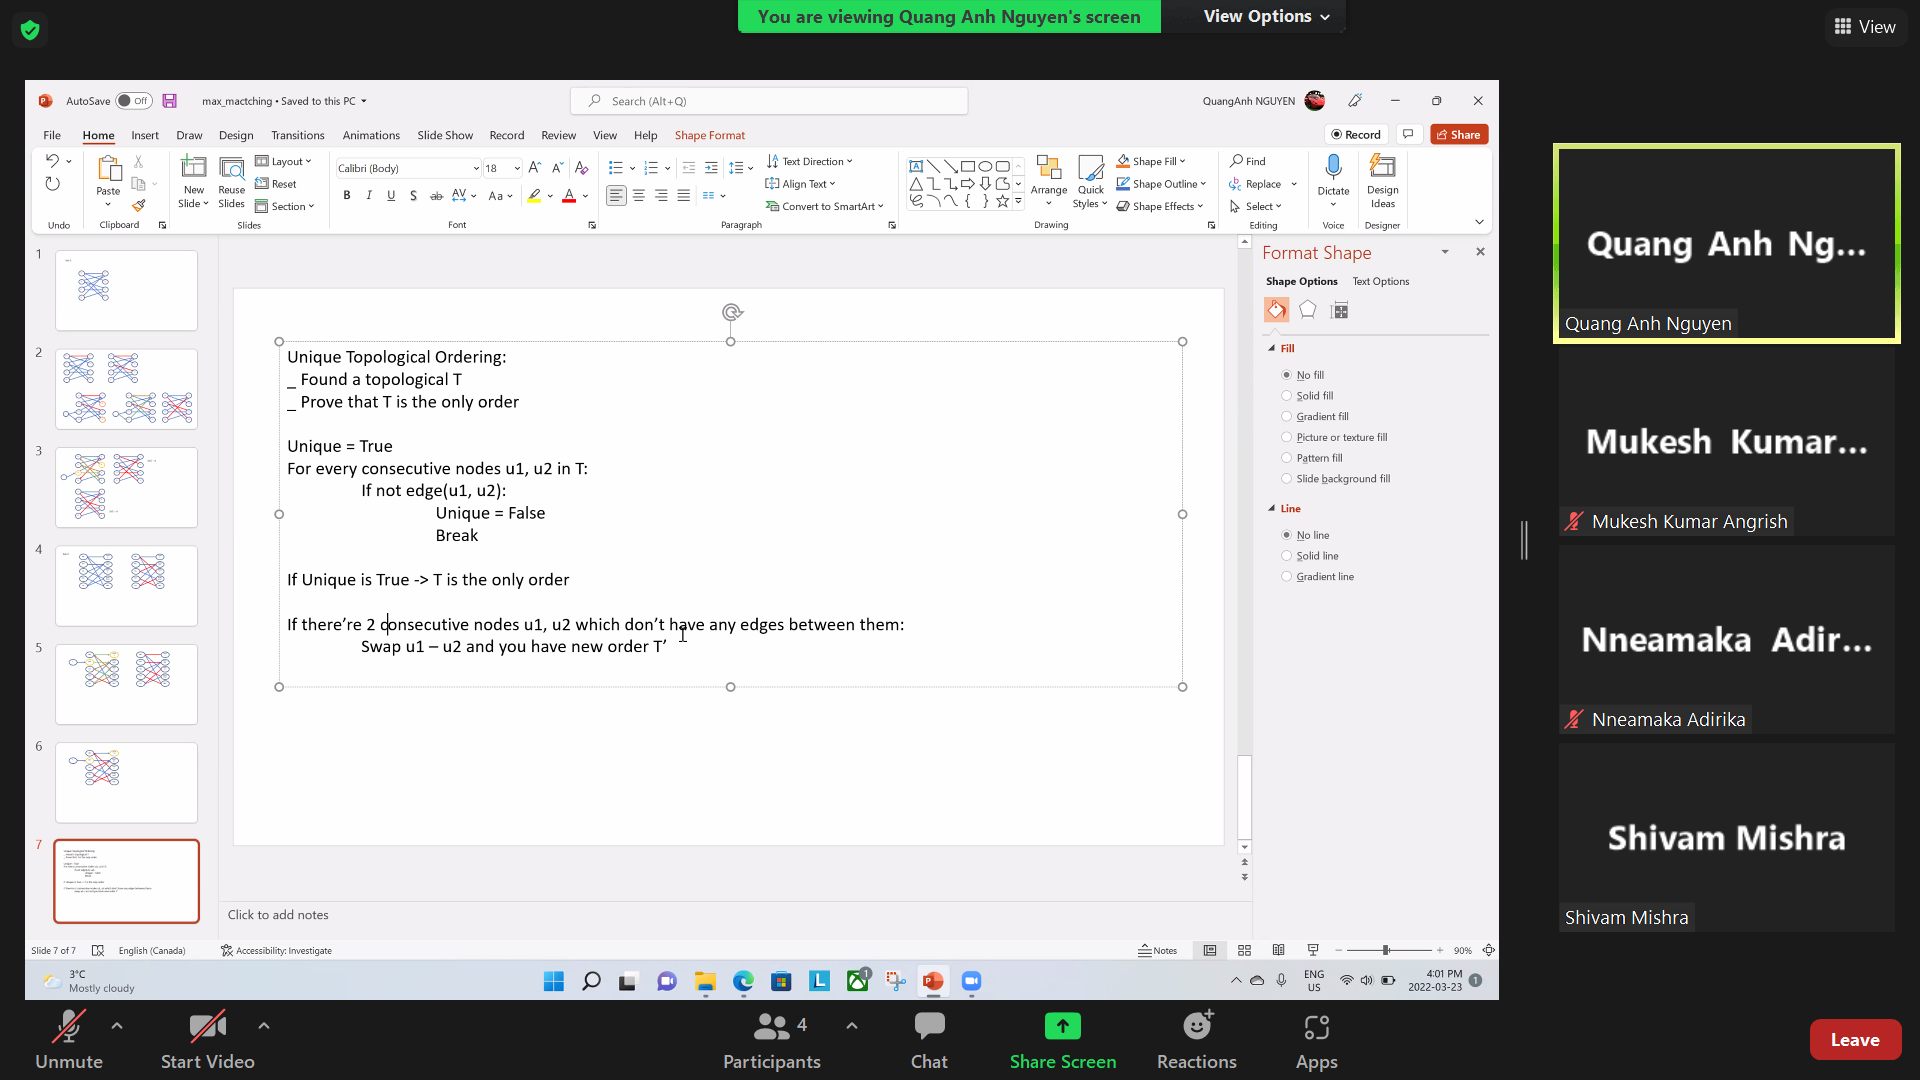 You are viewing Quang Anh Nguyen's screen
View Options
View
AutoSave Off
max_mactching • Saved to this PC
Search (Alt+Q)
QuangAnh NGUYEN
File Home Insert Draw Design Transitions Animations Slide Show Record Review View Help Shape Format
Record
Share
Paste
New Slide
Reuse Slides
Layout
Reset
Section
Calibri (Body)
18
Text Direction
Align Text
Convert to SmartArt
Arrange
Quick Styles
Shape Fill
Shape Outline
Shape Effects
Find
Replace
Select
Dictate
Design Ideas
Undo Clipboard Slides Font Paragraph Drawing Editing Voice Designer
1
2
3
4
5
6
7
Unique Topological Ordering:
_ Found a topological T
_ Prove that T is the only order
Unique = True
For every consecutive nodes u1, u2 in T:
If not edge(u1, u2):
Unique = False
Break
If Unique is True -> T is the only order
If there’re 2 consecutive nodes u1, u2 which don’t have any edges between them:
Swap u1 – u2 and you have new order T’
Click to add notes
Format Shape
Shape Options Text Options
Fill
No fill
Solid fill
Gradient fill
Picture or texture fill
Pattern fill
Slide background fill
Line
No line
Solid line
Gradient line
Slide 7 of 7 English (Canada) Accessibility: Investigate
Notes
90%
3°C
Mostly cloudy
ENG
US
4:01 PM
2022-03-23
1
Quang Anh Ng...
Quang Anh Nguyen
Mukesh Kumar...
Mukesh Kumar Angrish
Nneamaka Adir...
Nneamaka Adirika
Shivam Mishra
Shivam Mishra
Unmute
Start Video
Participants 4
Chat
Share Screen
Reactions
Apps
Leave